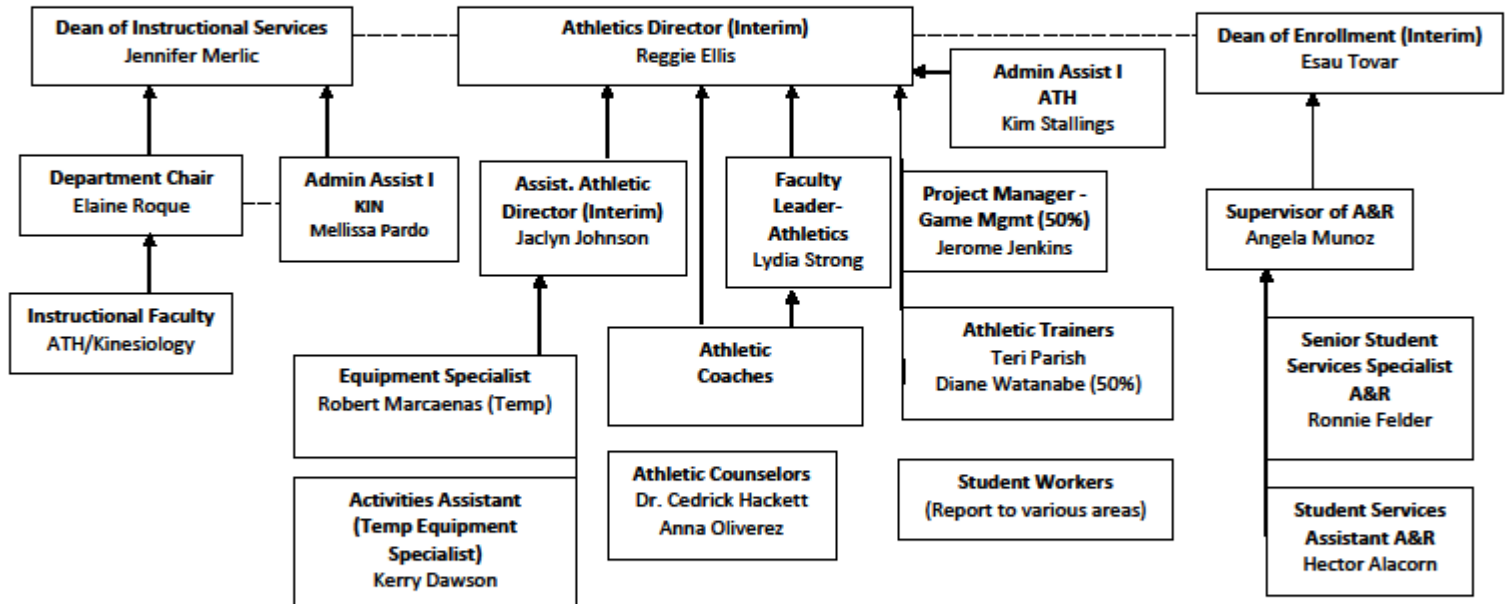 Dean of Instructional Services
Jennifer Merlic
Athletics Director (Interim)
Reggie Ellis
Dean of Enrollment (Interim)
Esau Tovar
Admin Assist I
ATH
Kim Stallings
Department Chair
Elaine Roque
Admin Assist I
KIN
Mellissa Pardo
Assist. Athletic
Director (Interim)
Jaclyn Johnson
Faculty
Leader-
Athletics
Lydia Strong
Project Manager -
Game Mgmt (50%)
Jerome Jenkins
Supervisor of A&R
Angela Munoz
Instructional Faculty
ATH/Kinesiology
Equipment Specialist
Robert Marcaenas (Temp)
Athletic
Coaches
Athletic Trainers
Teri Parish
Diane Watanabe (50%)
Senior Student
Services Specialist
A&R
Ronnie Felder
Activities Assistant
(Temp Equipment
Specialist)
Kerry Dawson
Athletic Counselors
Dr. Cedrick Hackett
Anna Oliverez
Student Workers
(Report to various areas)
Student Services
Assistant A&R
Hector Alacorn